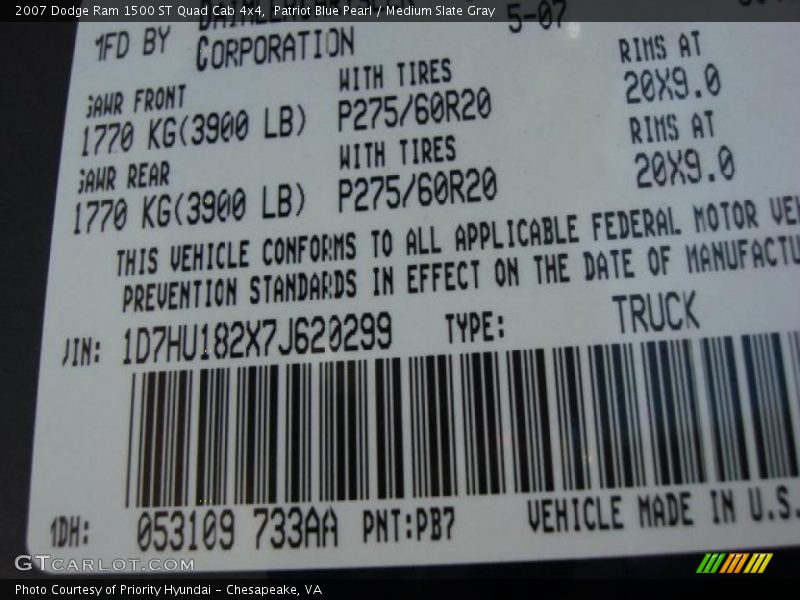 2007 Dodge Ram 1500 ST Quad Cab 4x4, Patriot Blue Pearl / Medium Slate Gray
5-07
MFD BY
CORPORATION
GAWR FRONT WITH TIRES RIMS AT
1770 KG(3900 LB) P275/60R20 20X9.0
GAWR REAR WITH TIRES RIMS AT
1770 KG(3900 LB) P275/60R20 20X9.0
THIS VEHICLE CONFORMS TO ALL APPLICABLE FEDERAL MOTOR VEH
PREVENTION STANDARDS IN EFFECT ON THE DATE OF MANUFACTU
VIN: 1D7HU182X7J620299 TYPE: TRUCK
MDH: 053109 733AA PNT:PB7 VEHICLE MADE IN U.S.
GTCARLOT.COM
Photo Courtesy of Priority Hyundai – Chesapeake, VA